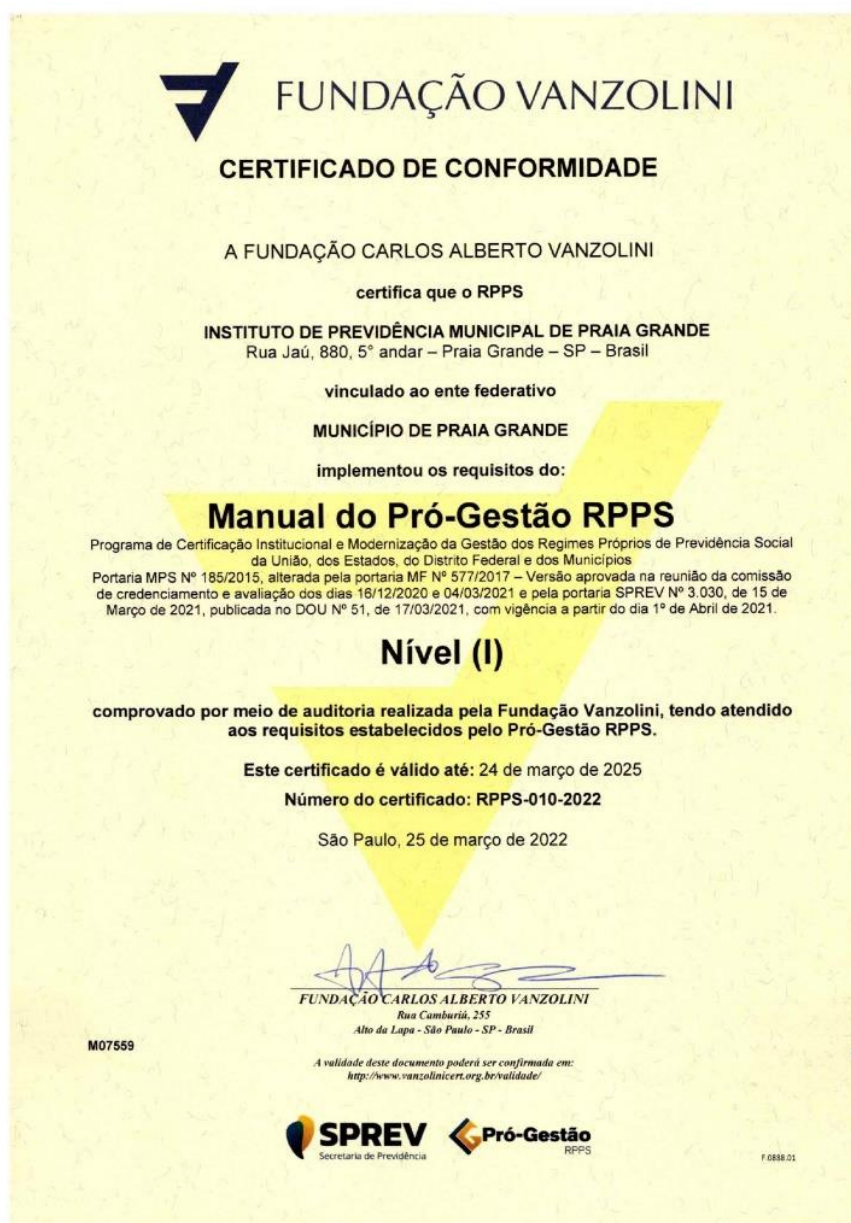 FUNDAÇÃO VANZOLINI
CERTIFICADO DE CONFORMIDADE
A FUNDAÇÃO CARLOS ALBERTO VANZOLINI
certifica que o RPPS
INSTITUTO DE PREVIDÊNCIA MUNICIPAL DE PRAIA GRANDE
Rua Jaú, 880, 5° andar – Praia Grande – SP – Brasil
vinculado ao ente federativo
MUNICÍPIO DE PRAIA GRANDE
implementou os requisitos do:
Manual do Pró-Gestão RPPS
Programa de Certificação Institucional e Modernização da Gestão dos Regimes Próprios de Previdência Social
da União, dos Estados, do Distrito Federal e dos Municípios
Portaria MPS Nº 185/2015, alterada pela portaria MF Nº 577/2017 – Versão aprovada na reunião da comissão
de credenciamento e avaliação dos dias 16/12/2020 e 04/03/2021 e pela portaria SPREV Nº 3.030, de 15 de
Março de 2021, publicada no DOU Nº 51, de 17/03/2021, com vigência a partir do dia 1º de Abril de 2021.
Nível (I)
comprovado por meio de auditoria realizada pela Fundação Vanzolini, tendo atendido
aos requisitos estabelecidos pelo Pró-Gestão RPPS.
Este certificado é válido até: 24 de março de 2025
Número do certificado: RPPS-010-2022
São Paulo, 25 de março de 2022
FUNDAÇÃO CARLOS ALBERTO VANZOLINI
Rua Camburiú, 255
Alto da Lapa - São Paulo - SP - Brasil
M07559
A validade deste documento poderá ser confirmada em:
http://www.vanzolinicert.org.br/validade/
SPREV
Secretaria de Previdência
Pró-Gestão
RPPS
F.0838.01